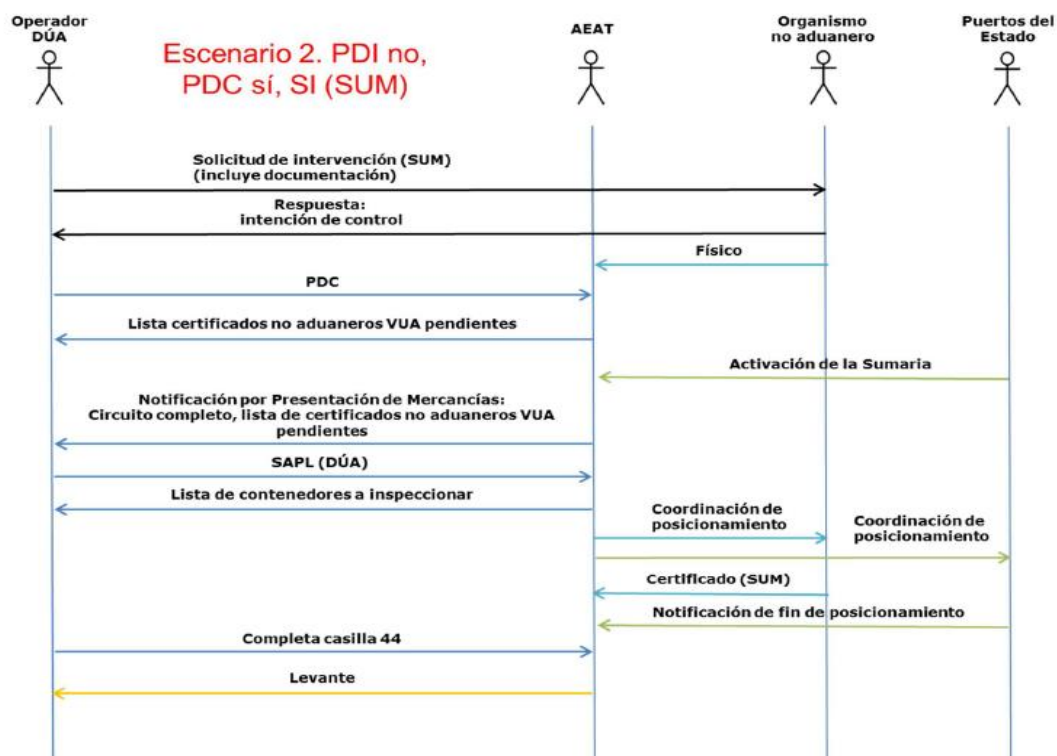 Operador
DÚA
AEAT
Organismo
no aduanero
Puertos del
Estado
Escenario 2. PDI no,
PDC sí, SI (SUM)
Solicitud de intervención (SUM)
(incluye documentación)
Respuesta:
intención de control
Físico
PDC
Lista certificados no aduaneros VUA pendientes
Activación de la Sumaria
Notificación por Presentación de Mercancías:
Circuito completo, lista de certificados no aduaneros VUA
pendientes
SAPL (DÚA)
Lista de contenedores a inspeccionar
Coordinación de
posicionamiento
Coordinación de
posicionamiento
Certificado (SUM)
Notificación de fin de posicionamiento
Completa casilla 44
Levante